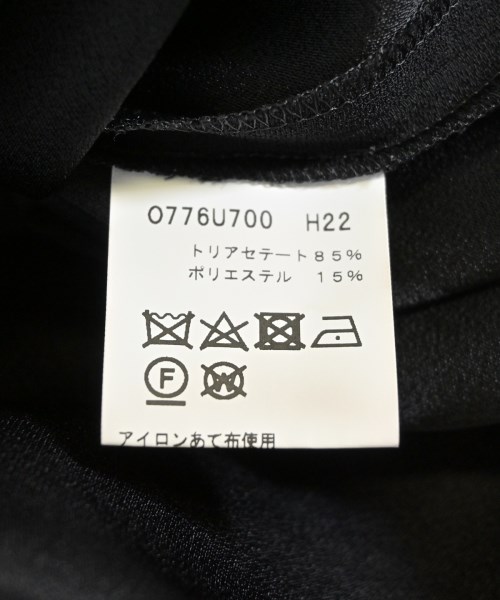 O776U700 H22
トリアセテート85%
ポリエステル 15%
F W
アイロンあて布使用